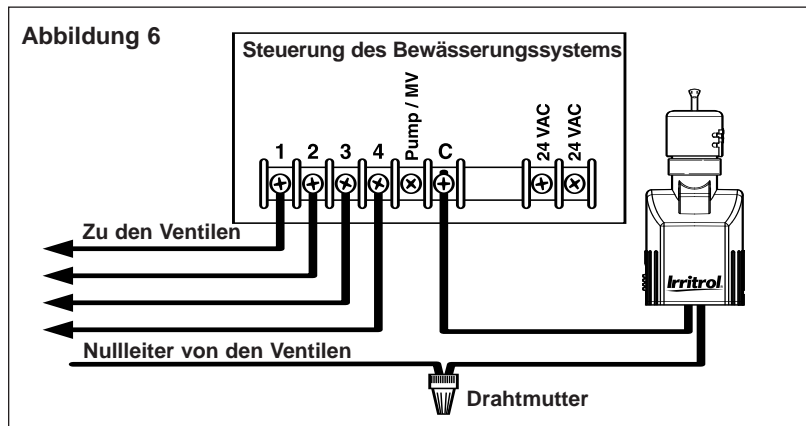 Abbildung 6
Steuerung des Bewässerungssystems
1
2
3
4
Pump / MV
C
24 VAC
24 VAC
Zu den Ventilen
Irritrol.
Nullleiter von den Ventilen
Drahtmutter